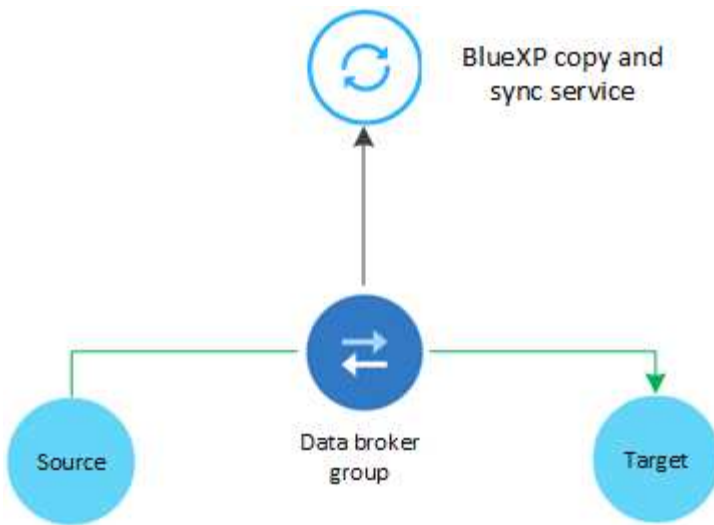 BlueXP copy and
sync service
Data broker
group
Source
Target